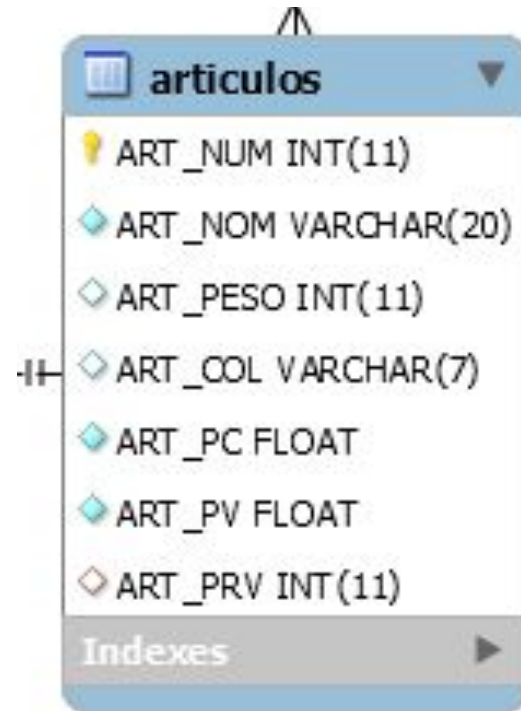 articulos
ART_NUM INT(11)
ART_NOM VARCHAR(20)
ART_PESO INT(11)
ART_COL VARCHAR(7)
ART_PC FLOAT
ART_PV FLOAT
ART_PRV INT(11)
Indexes